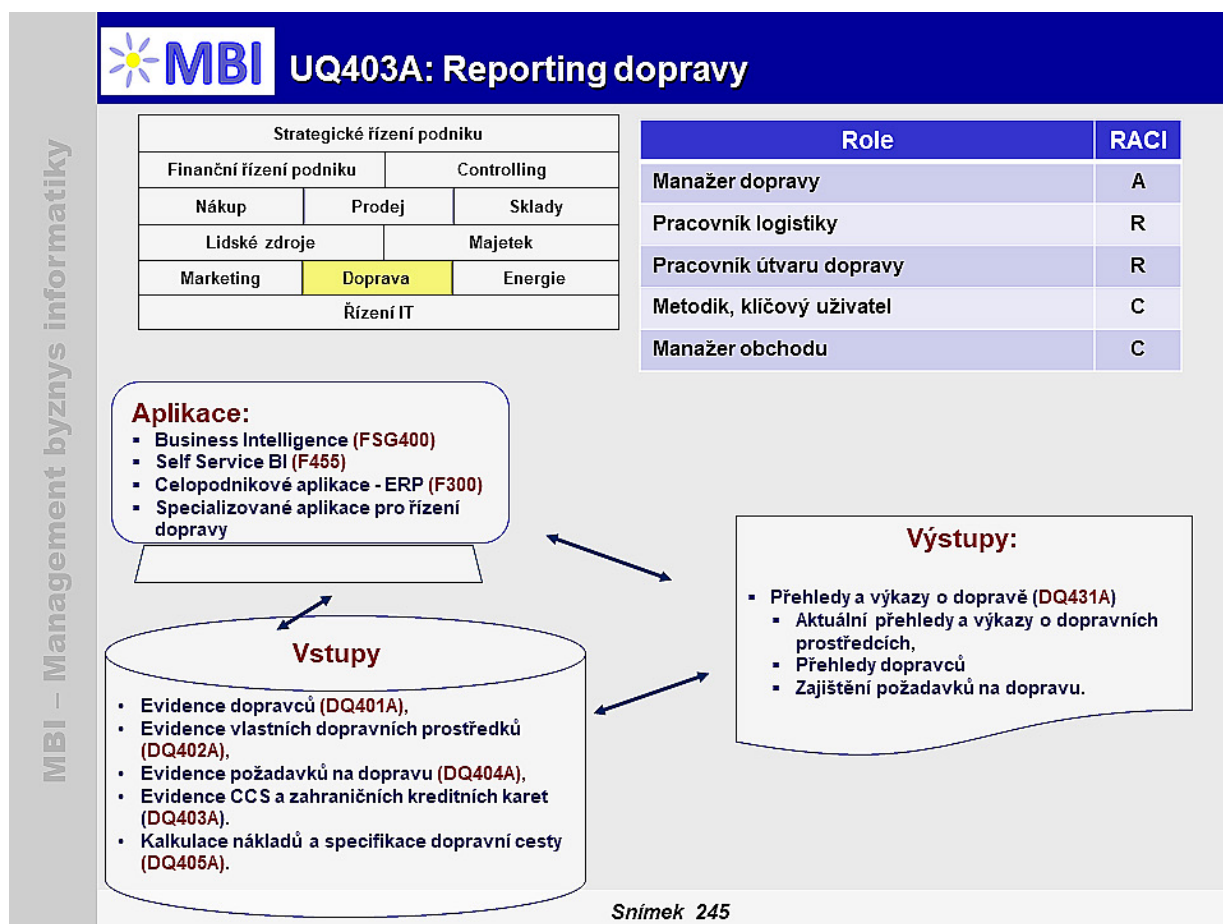 MBI
UQ403A: Reporting dopravy
MBI – Management byznys informatiky
Strategické řízení podniku
Finanční řízení podniku
Controlling
Nákup
Prodej
Sklady
Lidské zdroje
Majetek
Marketing
Doprava
Energie
Řízení IT
Role RACI
Manažer dopravy A
Pracovník logistiky R
Pracovník útvaru dopravy R
Metodik, klíčový uživatel C
Manažer obchodu C
Aplikace:
▪ Business Intelligence (FSG400)
▪ Self Service BI (F455)
▪ Celopodnikové aplikace - ERP (F300)
▪ Specializované aplikace pro řízení
dopravy
Vstupy
• Evidence dopravců (DQ401A),
• Evidence vlastních dopravních prostředků
(DQ402A),
• Evidence požadavků na dopravu (DQ404A),
• Evidence CCS a zahraničních kreditních karet
(DQ403A).
• Kalkulace nákladů a specifikace dopravní cesty
(DQ405A).
Výstupy:
▪ Přehledy a výkazy o dopravě (DQ431A)
▪ Aktuální přehledy a výkazy o dopravních
prostředcích,
▪ Přehledy dopravců
▪ Zajištění požadavků na dopravu.
Snímek 245